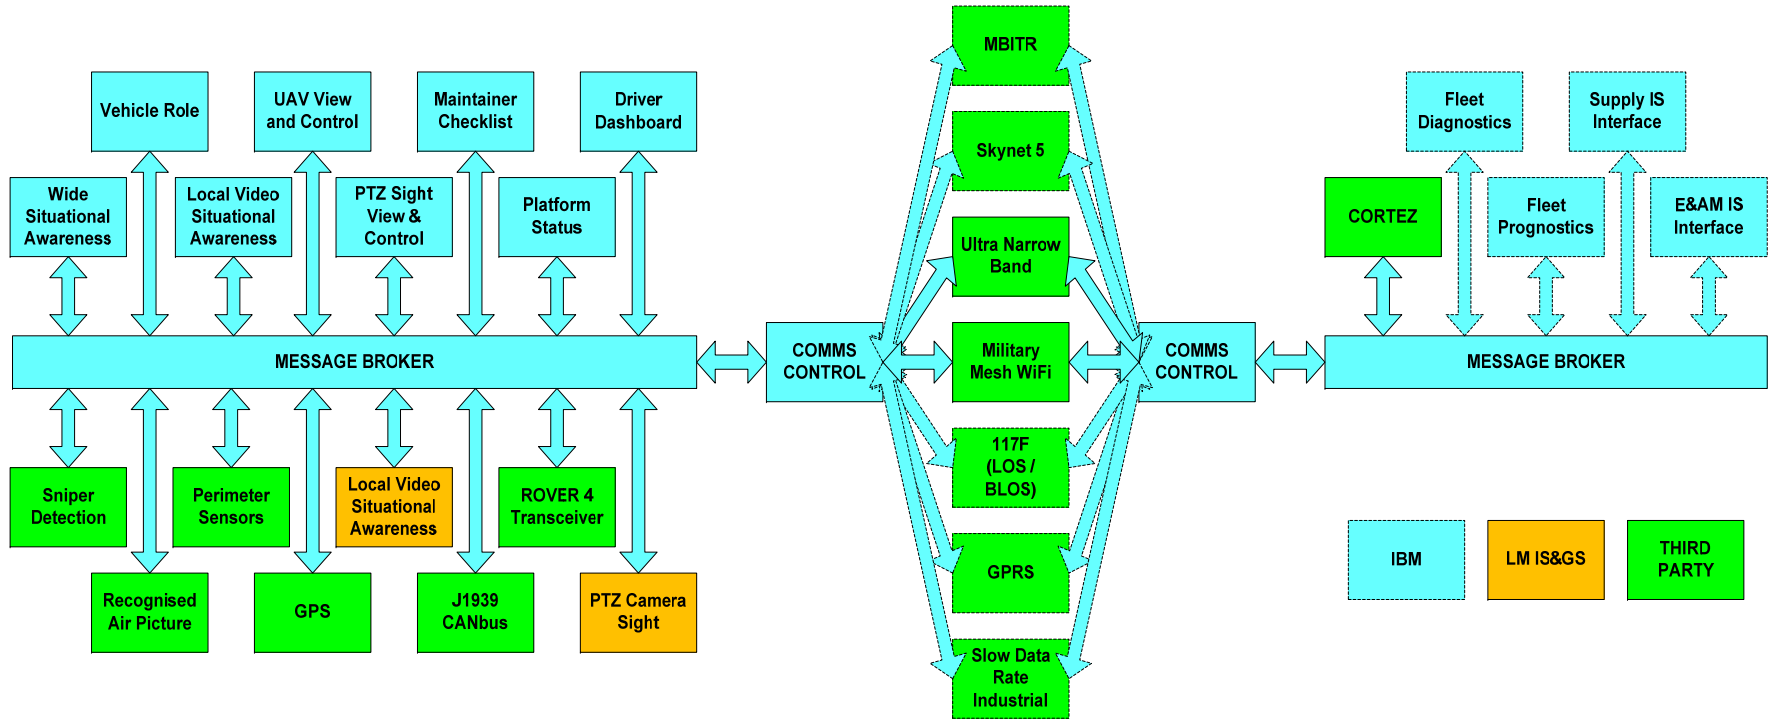 MBITR
Vehicle Role
UAV View
and Control
Maintainer
Checklist
Driver
Dashboard
Skynet 5
Fleet
Diagnostics
Supply IS
Interface
Wide
Situational
Awareness
Local Video
Situational
Awareness
PTZ Sight
View &
Control
Platform
Status
Ultra Narrow
Band
CORTEZ
Fleet
Prognostics
E&AM IS
Interface
MESSAGE BROKER
COMMS
CONTROL
Military
Mesh WiFi
COMMS
CONTROL
MESSAGE BROKER
Sniper
Detection
Perimeter
Sensors
Local Video
Situational
Awareness
ROVER 4
Transceiver
117F
(LOS /
BLOS)
Recognised
Air Picture
GPS
J1939
CANbus
PTZ Camera
Sight
GPRS
IBM
LM IS&GS
THIRD
PARTY
Slow Data
Rate
Industrial